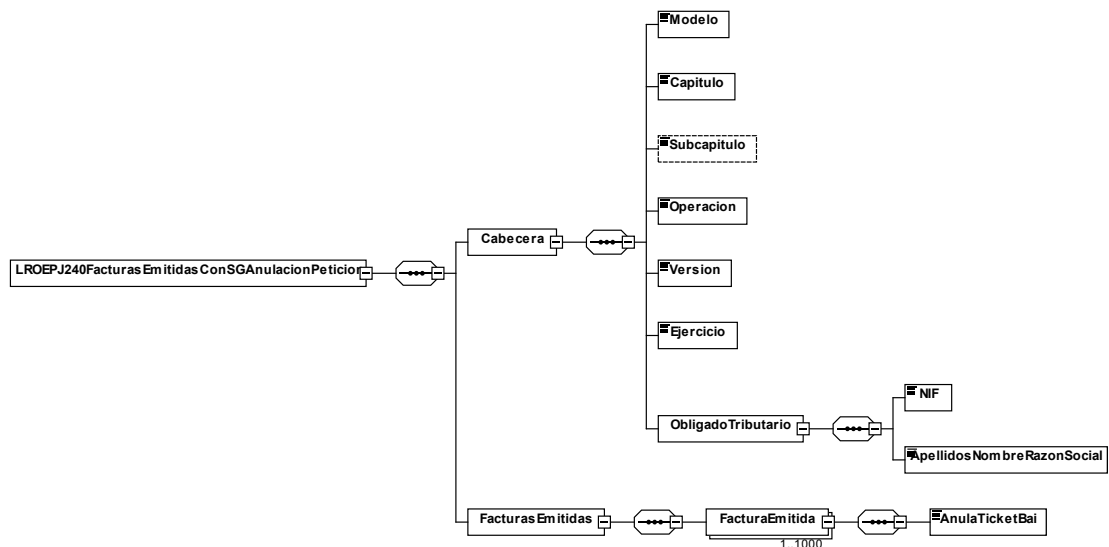 Modelo
Capitulo
Subcapitulo
Operacion
Cabecera
LROEPJ240FacturasEmitidasConSGAnulacionPeticion
Version
Ejercicio
NIF
ObligadoTributario
ApellidosNombreRazonSocial
FacturasEmitidas
FacturaEmitida
AnulaTicketBai
1..1000